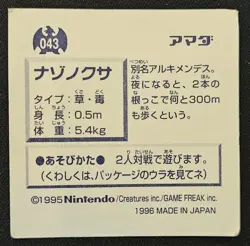 043
アマダ
ナゾノクサ
タイプ：草・毒
身長：0.5m
体重：5.4kg
別名アルキメンデス。
夜になると、2本の
根っこで何と300m
も歩くという。
●あそびかた● 2人対戦で遊びます。
(くわしくは、パッケージのウラを見てネ)
©1995 Nintendo/Creatures inc./GAME FREAK inc.
1996 MADE IN JAPAN